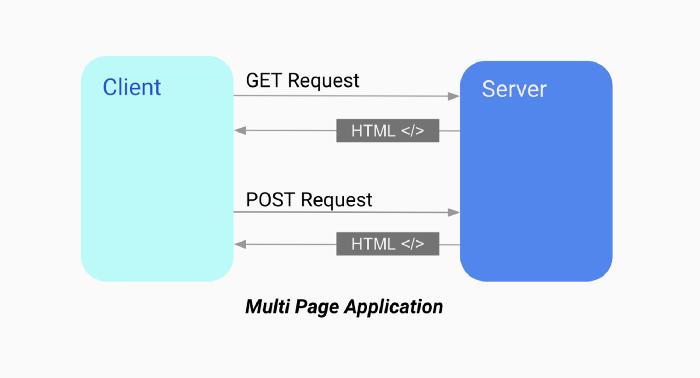 Client
GET Request
Server
HTML </>
POST Request
HTML </>
Multi Page Application